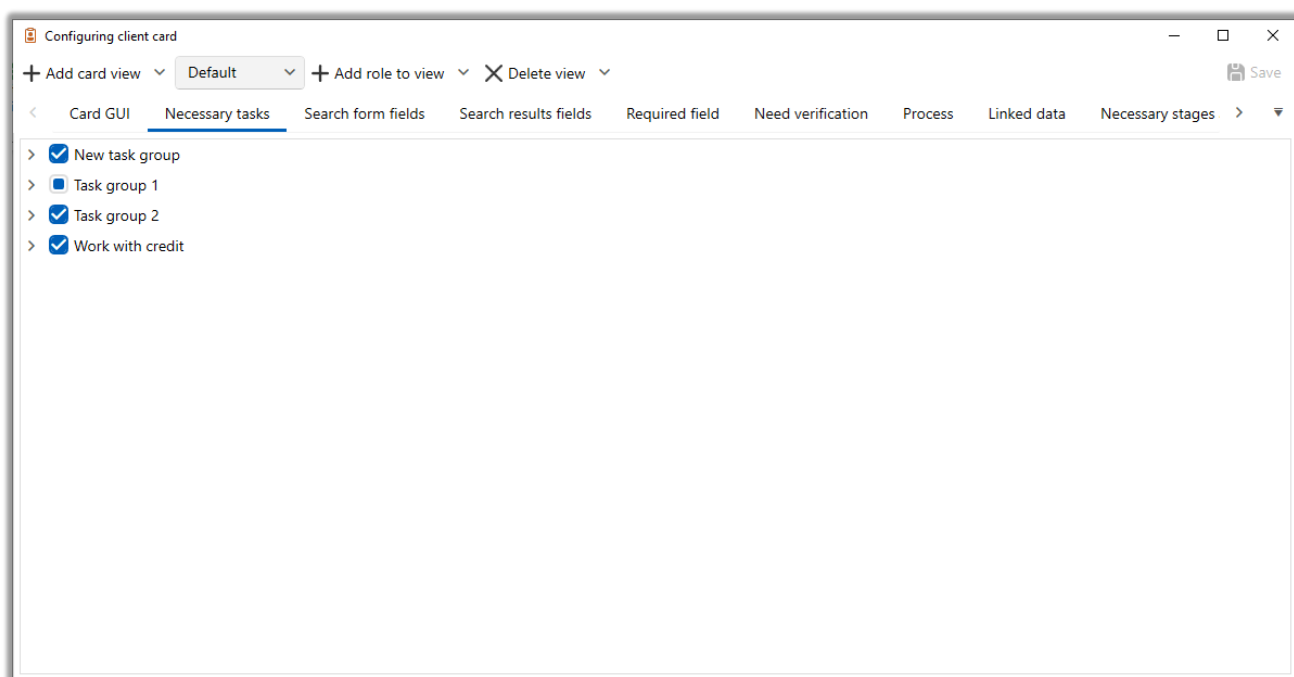 Configuring client card
Add card view Default Add role to view Delete view Save
Card GUI Necessary tasks Search form fields Search results fields Required field Need verification Process Linked data Necessary stages
New task group
Task group 1
Task group 2
Work with credit